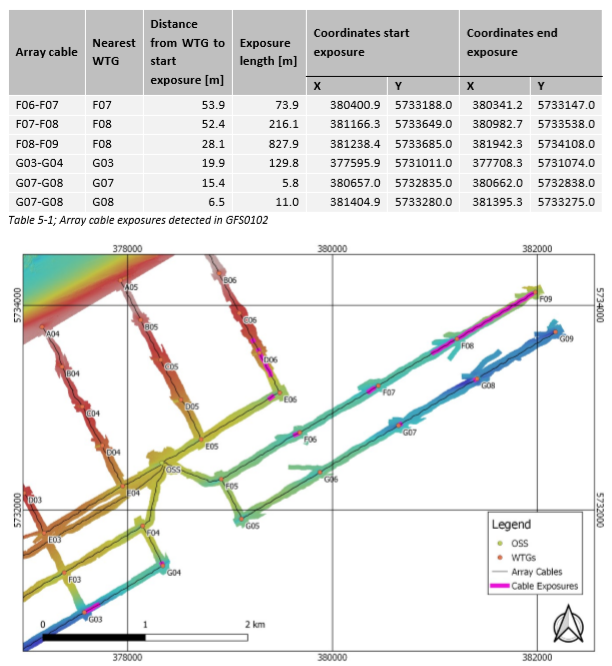 Array cable Nearest WTG Distance from WTG to start exposure [m] Exposure length [m] Coordinates start exposure Coordinates end exposure
X Y X Y
F06-F07 F07 53.9 73.9 380400.9 5733188.0 380341.2 5733147.0
F07-F08 F08 52.4 216.1 381166.3 5733649.0 380982.7 5733538.0
F08-F09 F08 28.1 827.9 381238.4 5733685.0 381942.3 5734108.0
G03-G04 G03 19.9 129.8 377595.9 5731011.0 377708.3 5731074.0
G07-G08 G07 15.4 5.8 380657.0 5732835.0 380662.0 5732838.0
G07-G08 G08 6.5 11.0 381404.9 5733280.0 381395.3 5733275.0
Table 5-1; Array cable exposures detected in GFS0102
378000 380000 382000
5734000 5734000
B06
A05
F09
C06
B05
A04
G09
F08
D06
C05
B04
G08
F07
E06
D05
C04
G07
E05
F06
D04
OSS
G06
F05
E04
D03
G05
5732000 5732000
F04
E03
G04
F03
G03
Legend
OSS
WTGs
Array Cables
Cable Exposures
0 1 2 km
378000 380000 382000